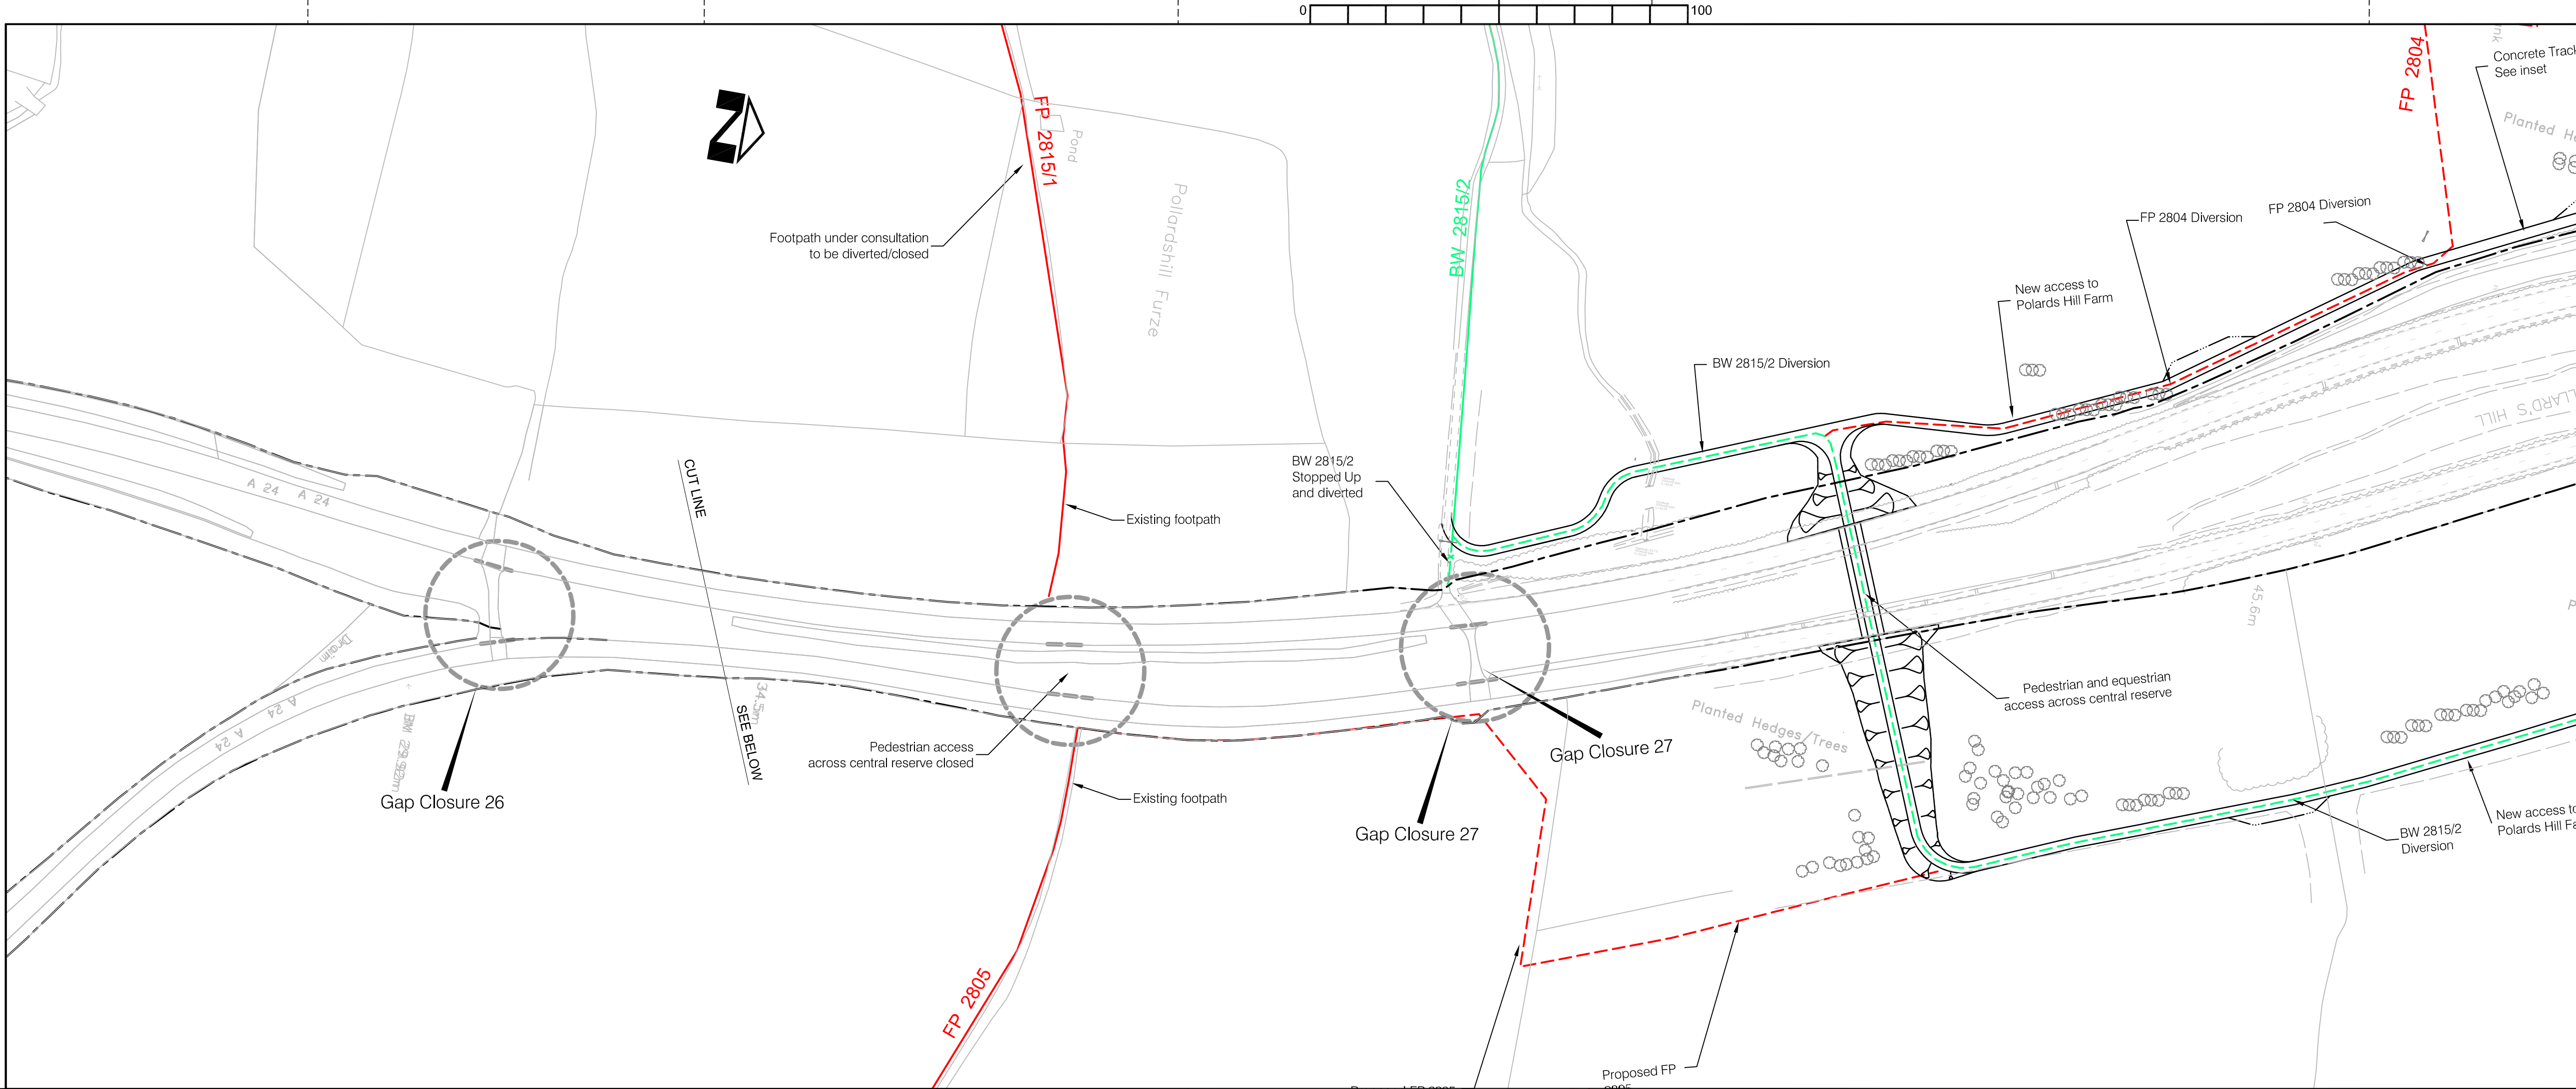 0
100
Concrete Track
See inset
FP 2804
FP 2815/1
Pond
Planted He
Footpath under consultation
to be diverted/closed
Pollardshill Furze
BW 2815/2
FP 2804 Diversion
FP 2804 Diversion
New access to
Polards Hill Farm
BW 2815/2 Diversion
LLARD'S HILL
BW 2815/2
Stopped Up
and diverted
A 24
A 24
CUT LINE
Existing footpath
45.6m
Drain
Pedestrian and equestrian
access across central reserve
A 24
A 24
34.5m
SEE BELOW
Planted Hedges/Trees
Pedestrian access
across central reserve closed
Gap Closure 27
Gap Closure 26
Existing footpath
Gap Closure 27
New access to
Polards Hill Fa
BW 2815/2
Diversion
FP 2805
Proposed FP